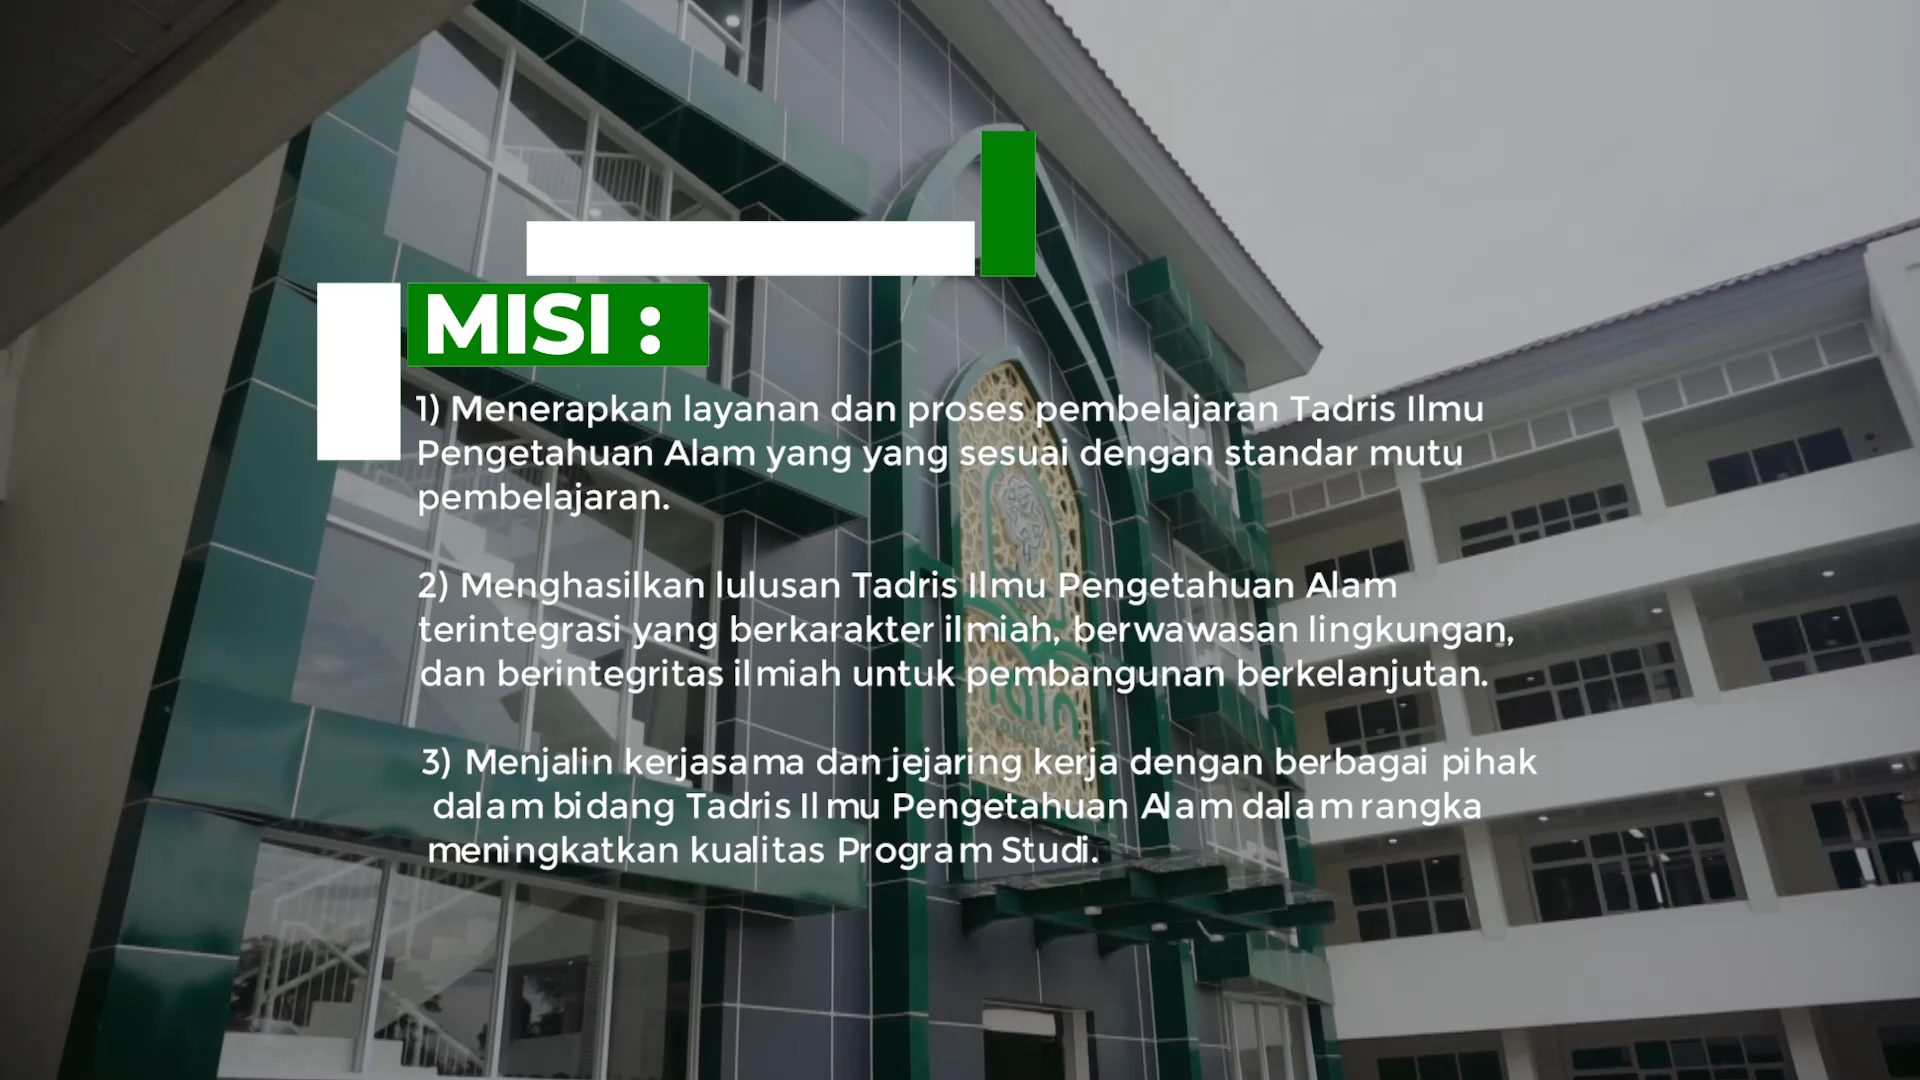 MISI :
1) Menerapkan layanan dan proses pembelajaran Tadris Ilmu
Pengetahuan Alam yang yang sesuai dengan standar mutu
pembelajaran.
2) Menghasilkan lulusan Tadris Ilmu Pengetahuan Alam
terintegrasi yang berkarakter ilmiah, berwawasan lingkungan,
dan berintegritas ilmiah untuk pembangunan berkelanjutan.
3) Menjalin kerjasama dan jejaring kerja dengan berbagai pihak
dalam bidang Tadris Ilmu Pengetahuan Alam dalam rangka
meningkatkan kualitas Program Studi.